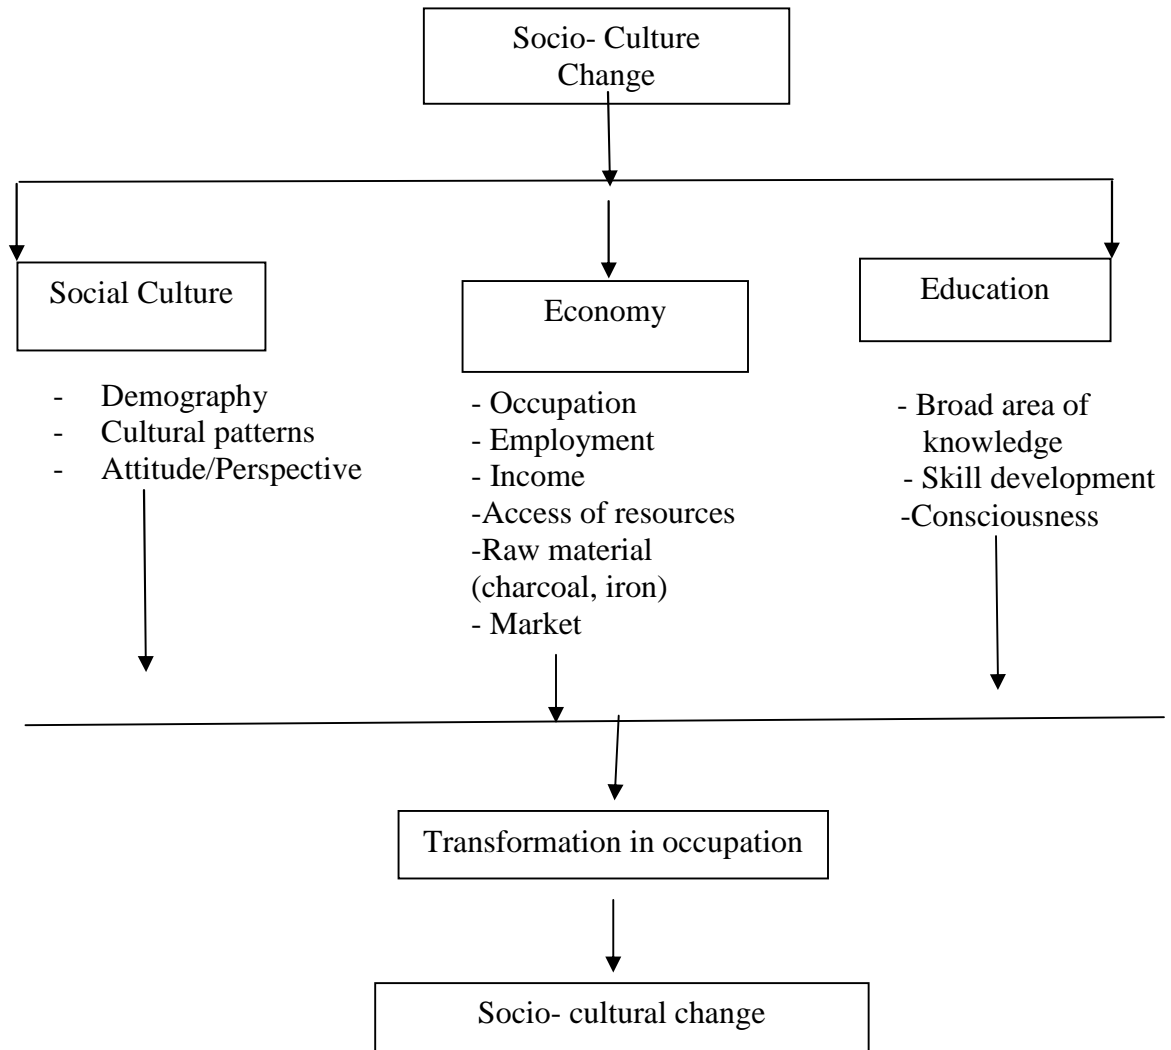 Socio- Culture
Change
Social Culture
Economy
Education
- Demography
- Cultural patterns
- Attitude/Perspective
- Occupation
- Employment
- Income
-Access of resources
-Raw material
(charcoal, iron)
- Market
- Broad area of
knowledge
- Skill development
-Consciousness
Transformation in occupation
Socio- cultural change